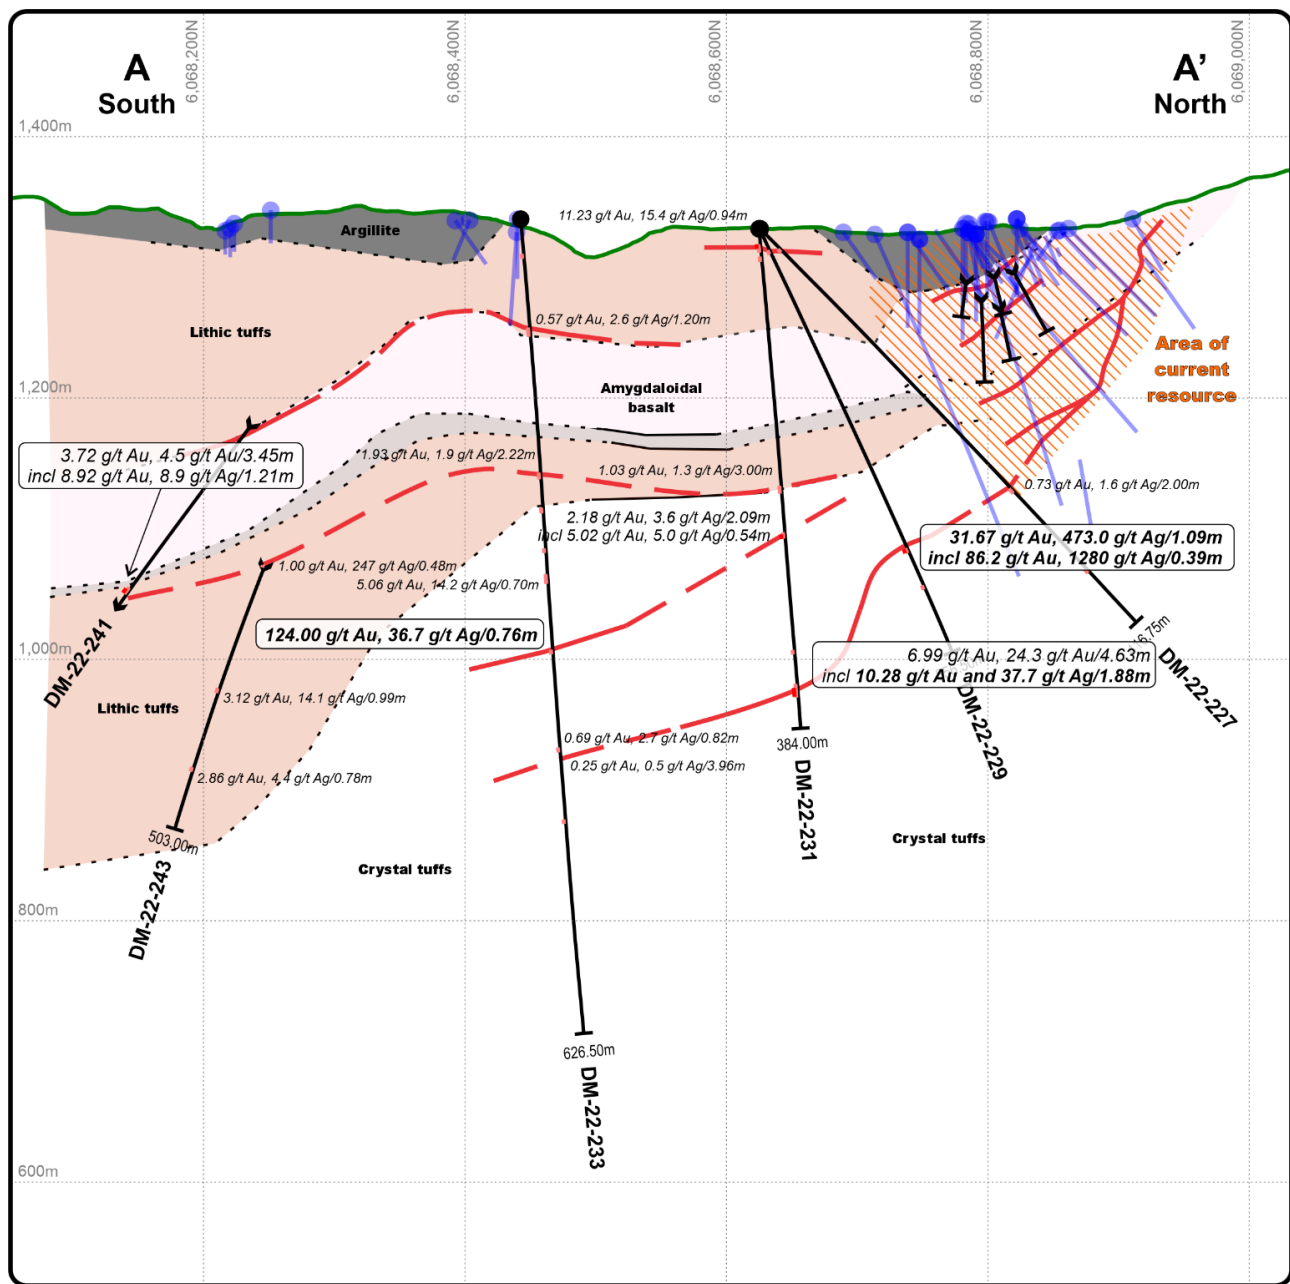 A
South
A’
North
6,068,200N
6,068,400N
6,068,600N
6,068,800N
6,069,000N
1,400m
1,200m
1,000m
800m
600m
11.23 g/t Au, 15.4 g/t Ag/0.94m
Argillite
Lithic tuffs
0.57 g/t Au, 2.6 g/t Ag/1.20m
Area of
current
resource
Amygdaloidal
basalt
3.72 g/t Au, 4.5 g/t Au/3.45m
incl 8.92 g/t Au, 8.9 g/t Ag/1.21m
1.93 g/t Au, 1.9 g/t Ag/2.22m
1.03 g/t Au, 1.3 g/t Ag/3.00m
0.73 g/t Au, 1.6 g/t Ag/2.00m
2.18 g/t Au, 3.6 g/t Ag/2.09m
incl 5.02 g/t Au, 5.0 g/t Ag/0.54m
31.67 g/t Au, 473.0 g/t Ag/1.09m
incl 86.2 g/t Au, 1280 g/t Ag/0.39m
1.00 g/t Au, 247 g/t Ag/0.48m
5.06 g/t Au, 14.2 g/t Ag/0.70m
124.00 g/t Au, 36.7 g/t Ag/0.76m
6.99 g/t Au, 24.3 g/t Au/4.63m
incl 10.28 g/t Au and 37.7 g/t Ag/1.88m
DM-22-241
DM-22-227
Lithic tuffs
3.12 g/t Au, 14.1 g/t Ag/0.99m
DM-22-229
0.69 g/t Au, 2.7 g/t Ag/0.82m
384.00m
0.25 g/t Au, 0.5 g/t Ag/3.96m
2.86 g/t Au, 4.4 g/t Ag/0.78m
DM-22-231
503.00m
Crystal tuffs
Crystal tuffs
DM-22-243
626.50m
DM-22-233